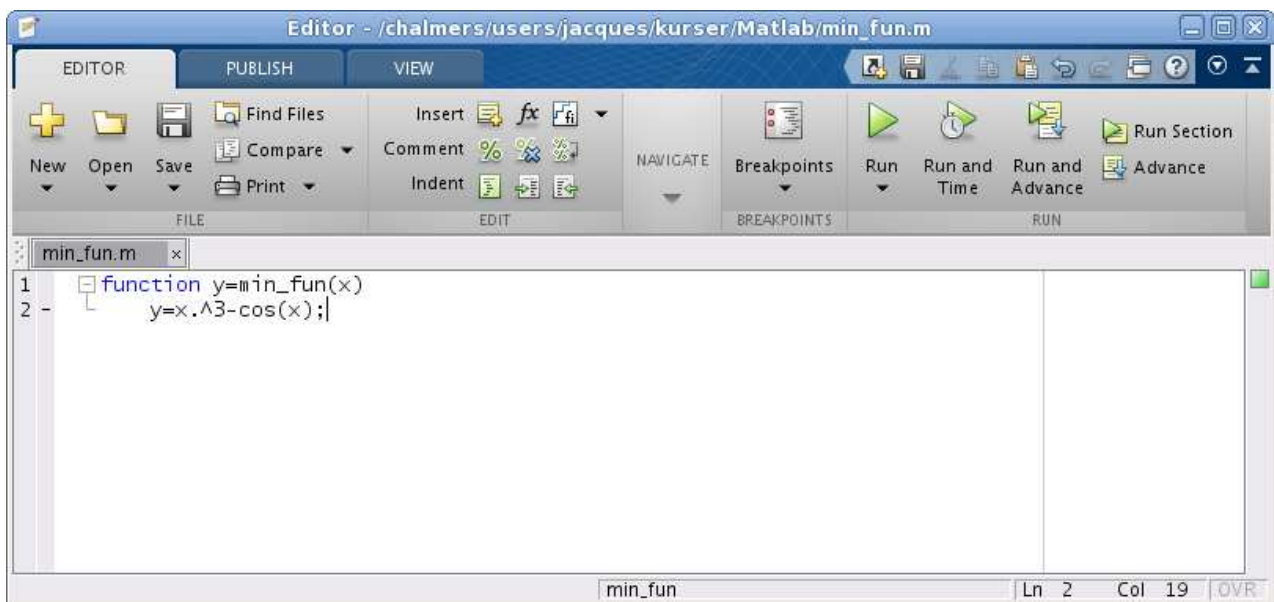 Editor - /chalmers/users/jacques/kurser/Matlab/min_fun.m
EDITOR PUBLISH VIEW
New Open Save Find Files Compare Print
FILE
Insert fx fi
Comment % % %
Indent
EDIT
NAVIGATE
Breakpoints
BREAKPOINTS
Run Run and Time Run and Advance Run Section Advance
RUN
min_fun.m
1 function y=min_fun(x)
2 - y=x.^3-cos(x);
min_fun Ln 2 Col 19 OVR